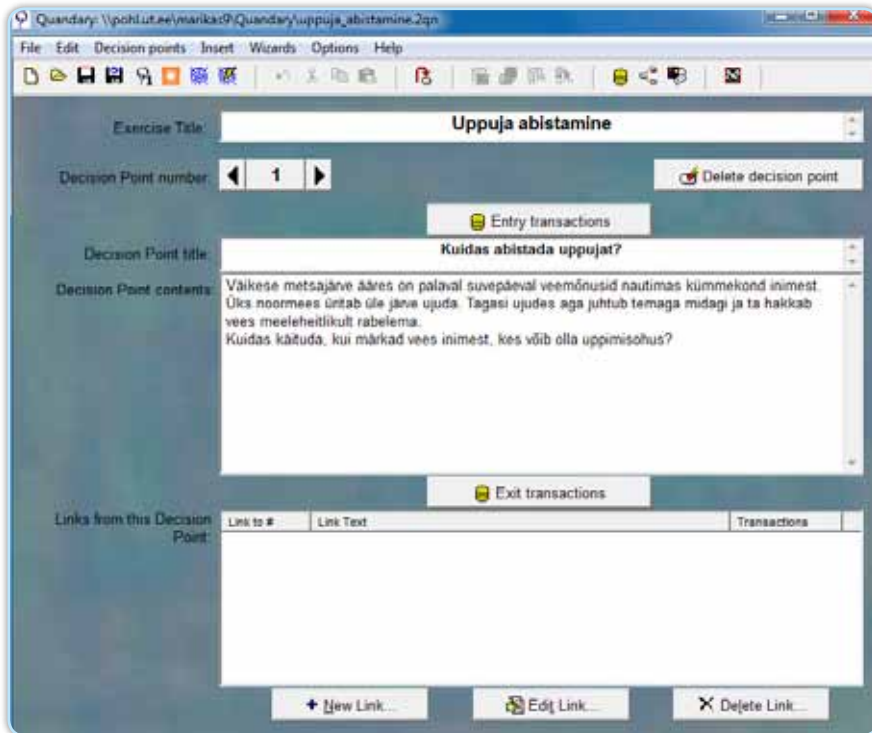 Quandary: \\pohl.ut.ee\marikas9\Quandary\uppuja_abistamine.2qn
File Edit Decision points Insert Wizards Options Help
Exercise Title: Uppuja abistamine
Decision Point number: 1 Delete decision point
Entry transactions
Decision Point title: Kuidas abistada uppujat?
Decision Point contents: Väikese metsajärve ääres on palaval suvepäeval veemõnusid nautimas kümmekond inimest.
Üks noormees üritab üle järve ujuda. Tagasi ujudes aga juhtub temaga midagi ja ta hakkab
vees meeleheitlikult rabelema.
Kuidas käituda, kui märkad vees inimest, kes võib olla uppimisohus?
Exit transactions
Links from this Decision Point: Link to # Link Text Transactions
+ New Link... Edit Link... Delete Link...